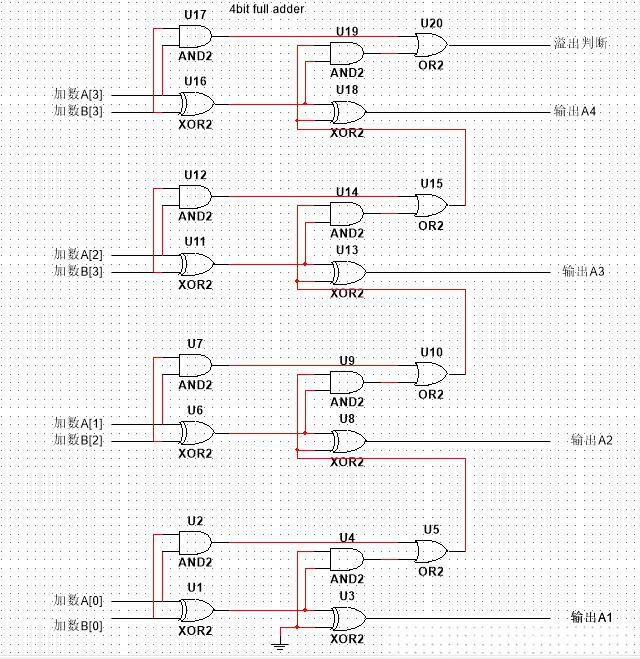 4bit full adder
U17
U20
U19
溢出判断
AND2
OR2
U16
AND2
加数A[3]
U18
加数B[3]
输出A4
XOR2
XOR2
U12
U15
U14
AND2
OR2
U11
AND2
加数A[2]
U13
加数B[3]
输出A3
XOR2
XOR2
U7
U10
U9
AND2
OR2
U6
AND2
加数A[1]
U8
加数B[2]
输出A2
XOR2
XOR2
U2
U5
U4
AND2
OR2
U1
AND2
加数A[0]
U3
加数B[0]
输出A1
XOR2
XOR2